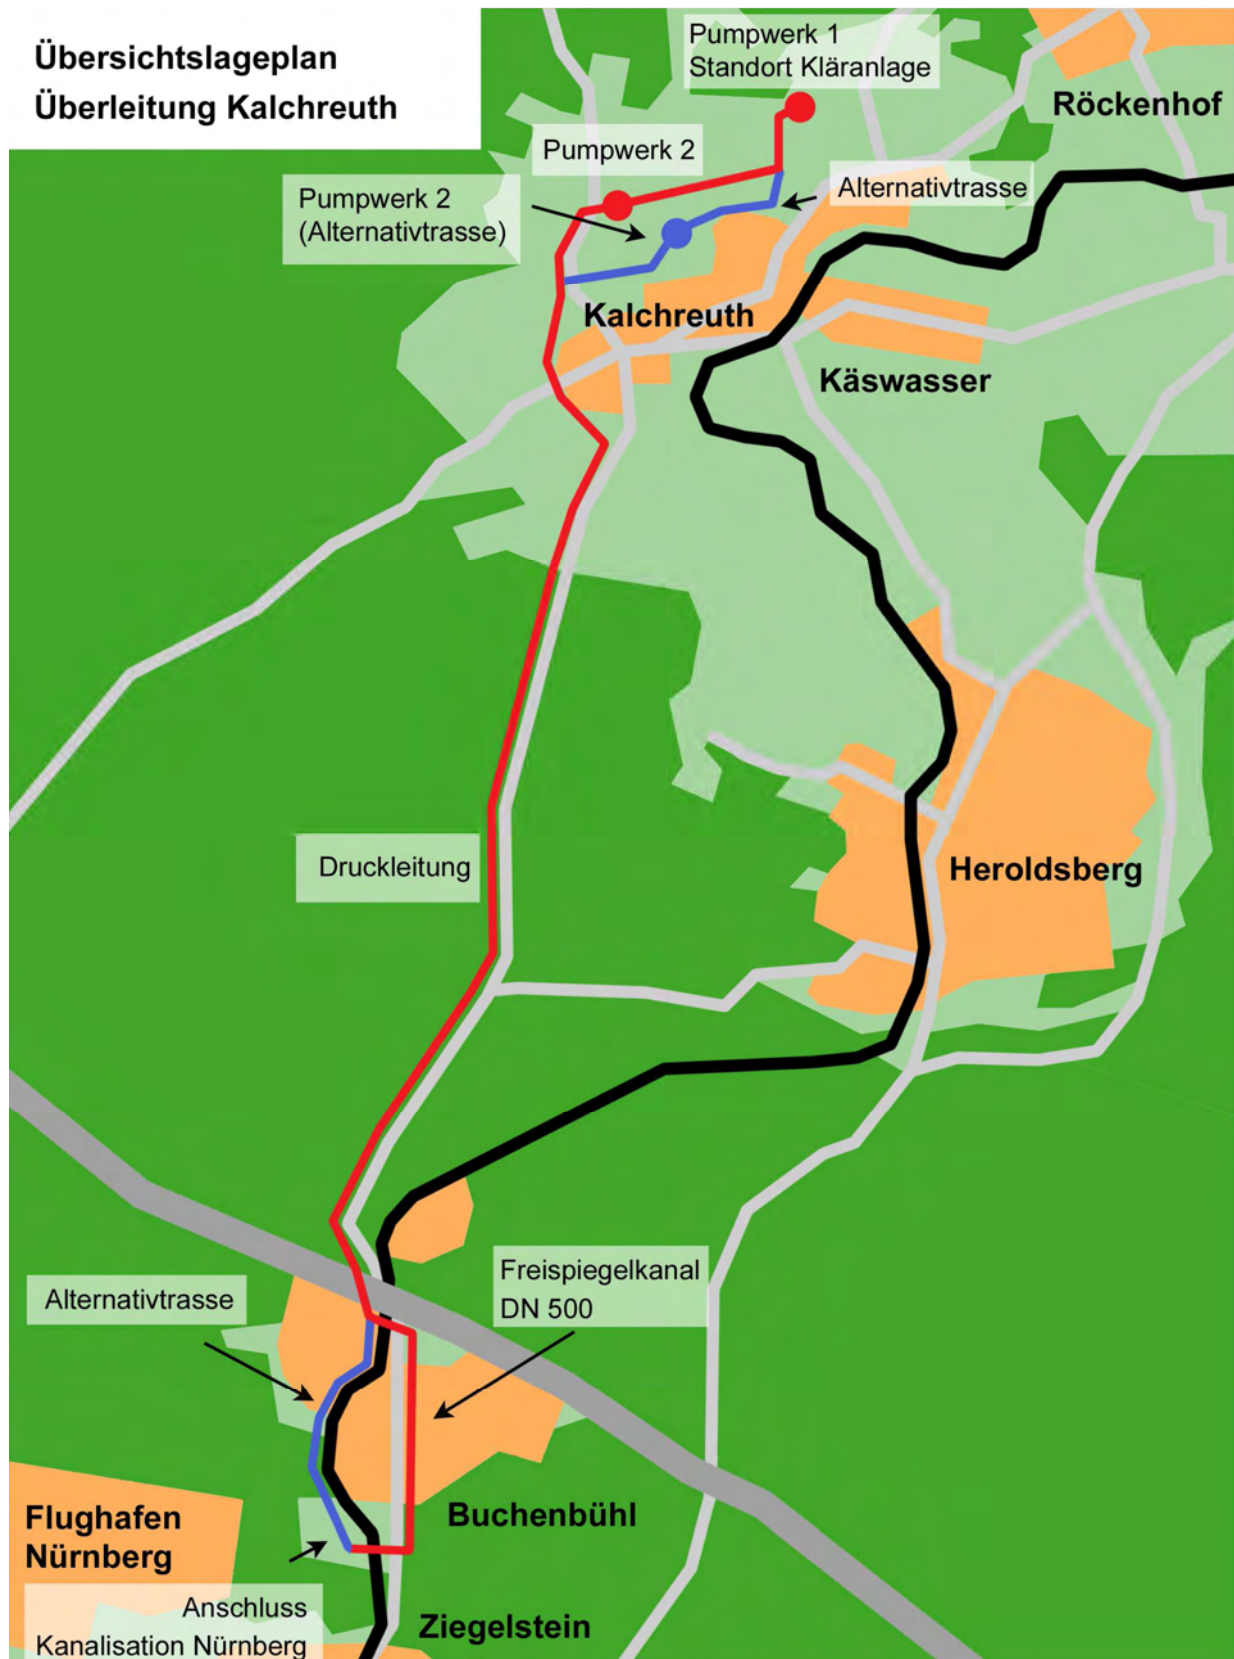 Übersichtslageplan
Überleitung Kalchreuth
Pumpwerk 1
Standort Kläranlage
Röckenhof
Pumpwerk 2
Alternativtrasse
Pumpwerk 2
(Alternativtrasse)
Kalchreuth
Käswasser
Druckleitung
Heroldsberg
Freispiegelkanal
DN 500
Alternativtrasse
Flughafen
Nürnberg
Buchenbühl
Anschluss
Kanalisation Nürnberg
Ziegelstein